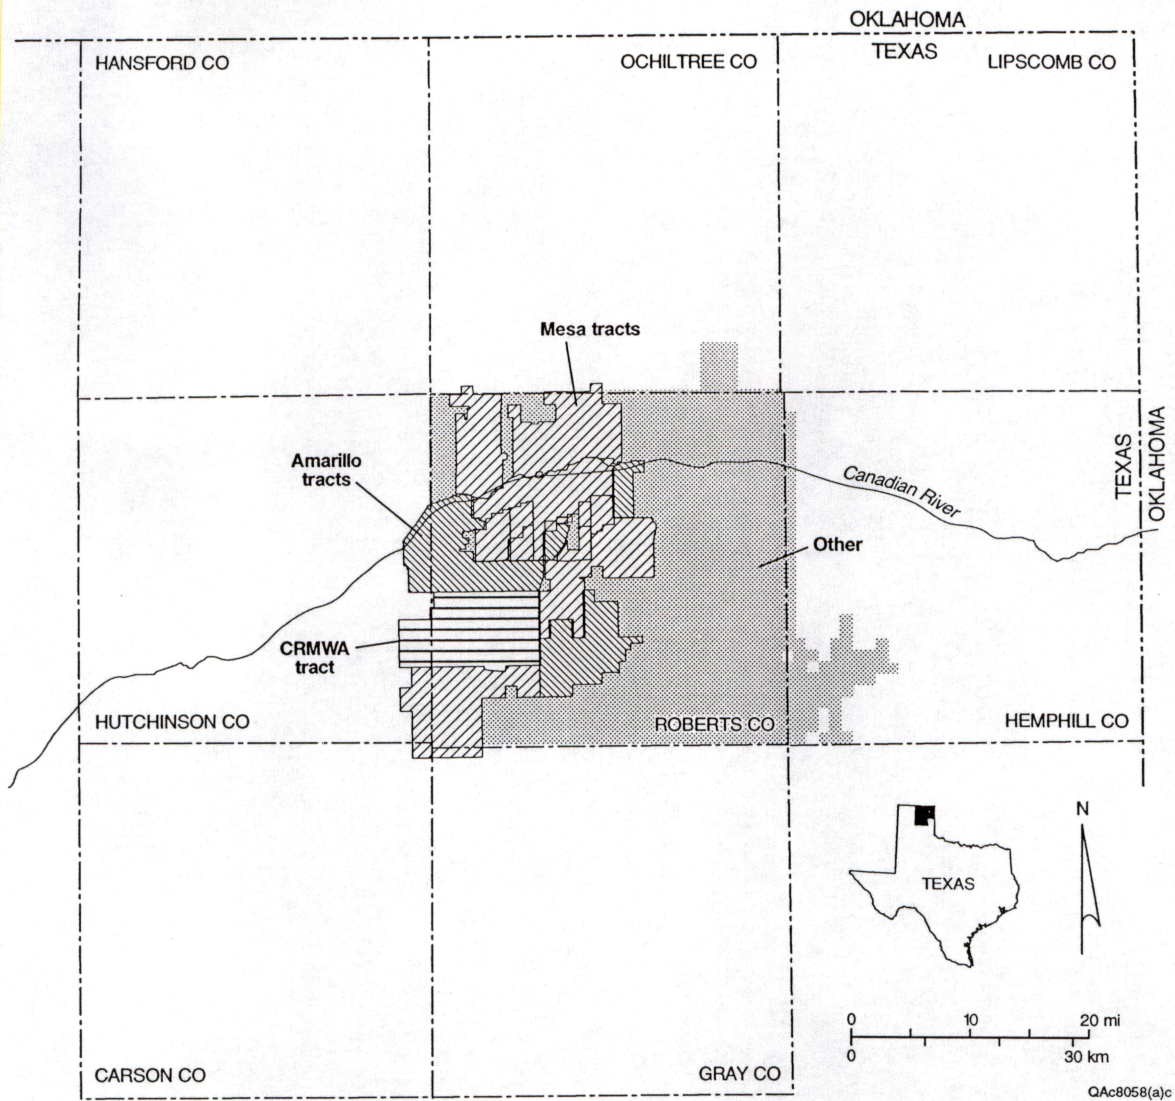 OKLAHOMA
HANSFORD CO
OCHILTREE CO
TEXAS
LIPSCOMB CO
Mesa tracts
Amarillo
tracts
Canadian River
TEXAS
OKLAHOMA
Other
CRMWA
tract
HUTCHINSON CO
ROBERTS CO
HEMPHILL CO
N
TEXAS
0 10 20 mi
0 30 km
CARSON CO
GRAY CO
QAc8058(a)c